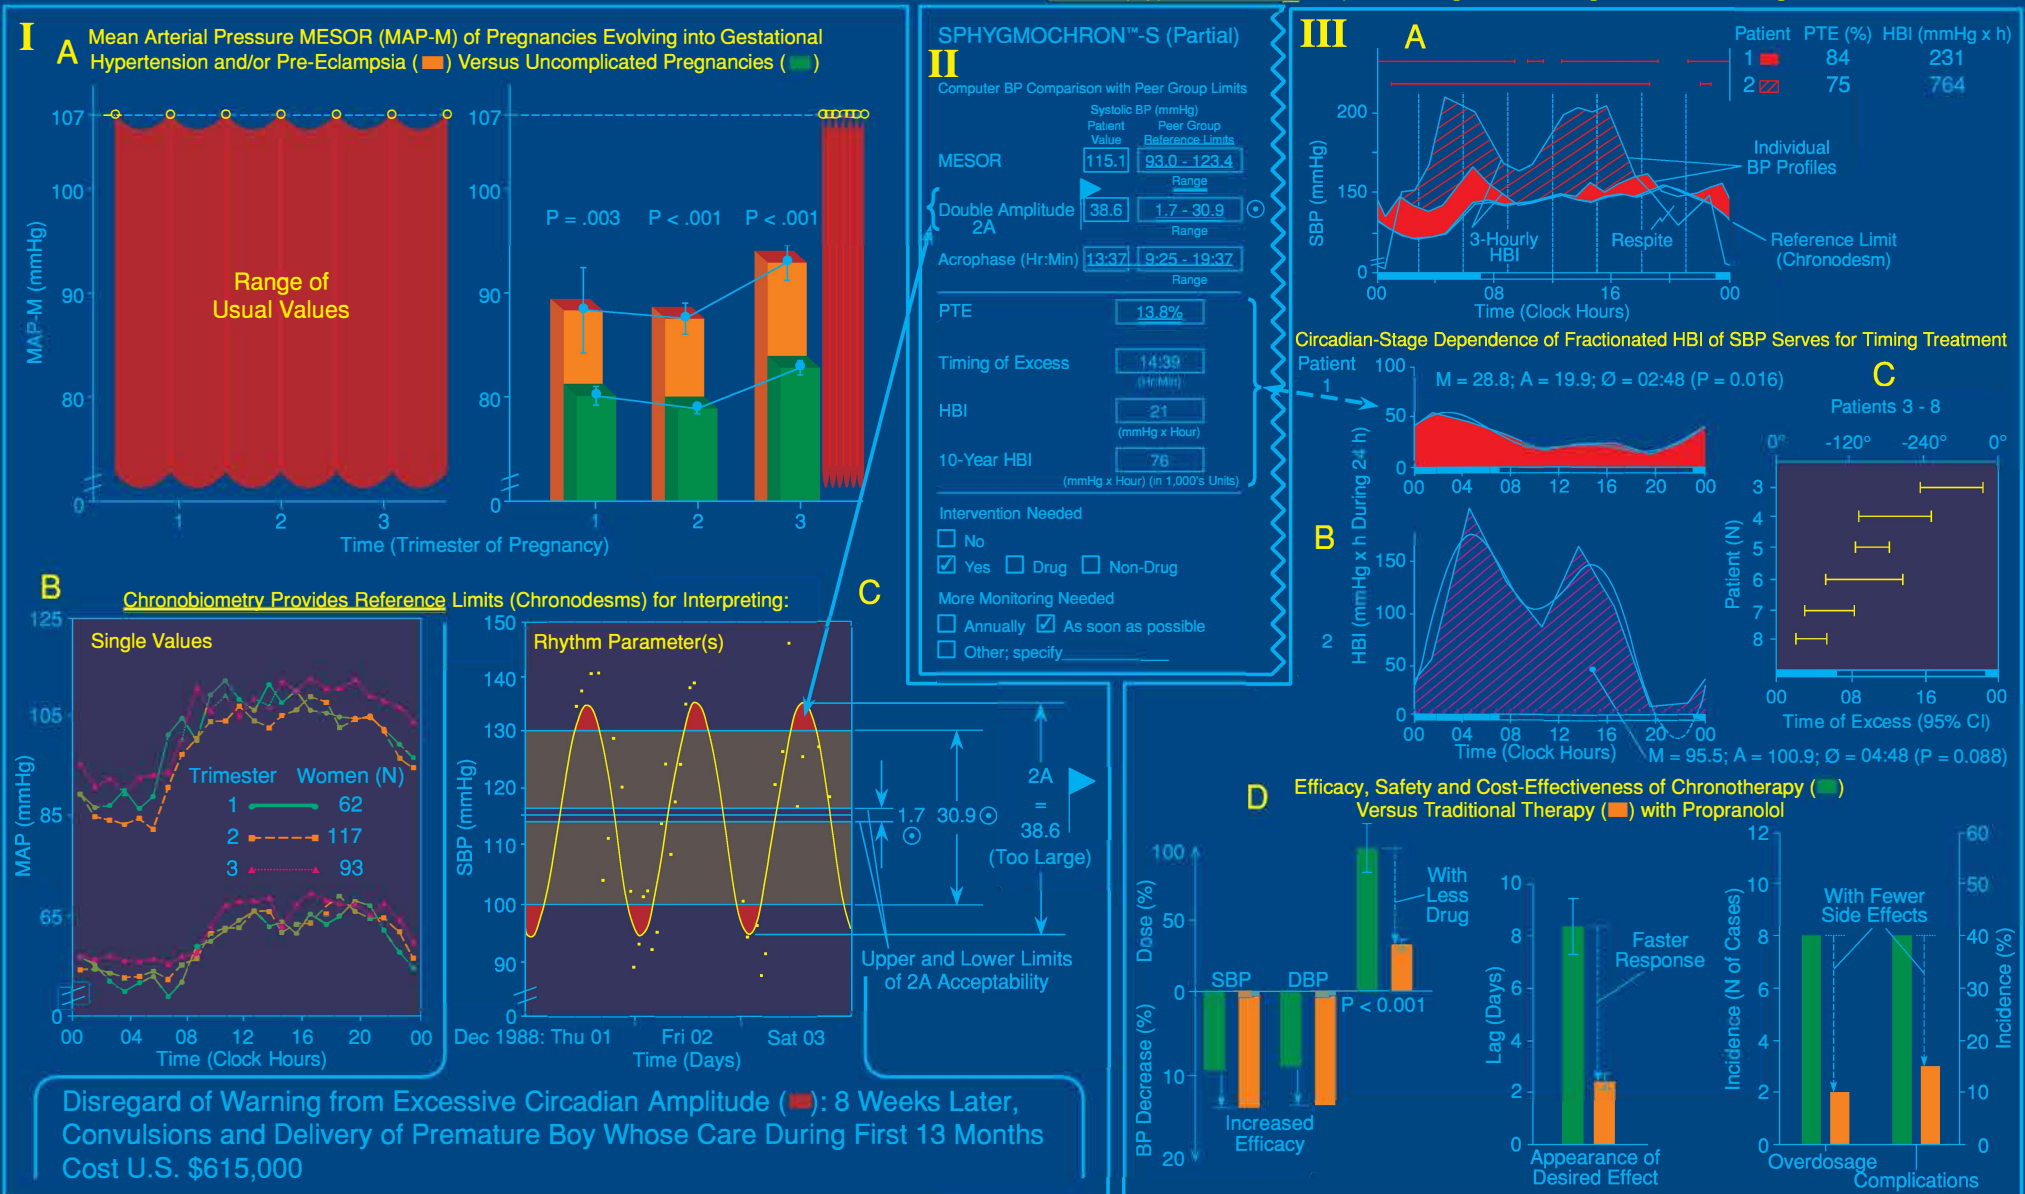 I
A
Mean Arterial Pressure MESOR (MAP-M) of Pregnancies Evolving into Gestational
Hypertension and/or Pre-Eclampsia ( ) Versus Uncomplicated Pregnancies ( )
MAP-M (mmHg)
107
100
90
80
0
Range of
Usual Values
1
2
3
107
100
90
80
0
P = .003
P < .001
P < .001
1
2
3
Time (Trimester of Pregnancy)
B
Chronobiometry Provides Reference Limits (Chronodesms) for Interpreting:
C
Single Values
MAP (mmHg)
125
105
85
65
0
Trimester Women (N)
1 62
2 117
3 93
00 04 08 12 16 20 00
Time (Clock Hours)
Rhythm Parameter(s)
SBP (mmHg)
150
140
130
120
110
100
90
0
Dec 1988: Thu 01 Fri 02 Sat 03
Time (Days)
1.7
30.9
2A
=
38.6
(Too Large)
Upper and Lower Limits
of 2A Acceptability
Disregard of Warning from Excessive Circadian Amplitude ( ): 8 Weeks Later,
Convulsions and Delivery of Premature Boy Whose Care During First 13 Months
Cost U.S. $615,000
II
SPHYGMOCHRON™-S (Partial)
Computer BP Comparison with Peer Group Limits
Systolic BP (mmHg)
Patient
Value
Peer Group
Reference Limits
MESOR 115.1 93.0 - 123.4
Range
Double Amplitude 38.6 1.7 - 30.9
2A
Range
Acrophase (Hr:Min) 13:37 9:25 - 19:37
Range
PTE 13.8%
Timing of Excess 14:39
(Hr:Min)
HBI 21
(mmHg x Hour)
10-Year HBI 76
(mmHg x Hour) (in 1,000's Units)
Intervention Needed
No
Yes Drug Non-Drug
More Monitoring Needed
Annually As soon as possible
Other; specify
III
A
Patient PTE (%) HBI (mmHg x h)
1 84 231
2 75 764
SBP (mmHg)
200
150
0
Individual
BP Profiles
3-Hourly
HBI
Respite
Reference Limit
(Chronodesm)
00 08 16 00
Time (Clock Hours)
Circadian-Stage Dependence of Fractionated HBI of SBP Serves for Timing Treatment
Patient
1
100
50
0
M = 28.8; A = 19.9; Ø = 02:48 (P = 0.016)
00 04 08 12 16 20 00
B
2
HBI (mmHg x h During 24 h)
150
100
50
0
00 04 08 12 16 20 00
Time (Clock Hours)
M = 95.5; A = 100.9; Ø = 04:48 (P = 0.088)
C
Patients 3 - 8
0° -120° -240° 0°
Patient (N)
3
4
5
6
7
8
00 08 16 00
Time of Excess (95% CI)
D
Efficacy, Safety and Cost-Effectiveness of Chronotherapy ( )
Versus Traditional Therapy ( ) with Propranolol
Dose (%)
100
50
0
BP Decrease (%)
10
20
SBP
DBP
P < 0.001
With
Less
Drug
Increased
Efficacy
Lag (Days)
10
8
6
4
2
0
Faster
Response
Appearance of
Desired Effect
Incidence (N of Cases)
12
10
8
6
4
2
0
With Fewer
Side Effects
60
50
40
30
20
10
0
Incidence (%)
Overdosage
Complications